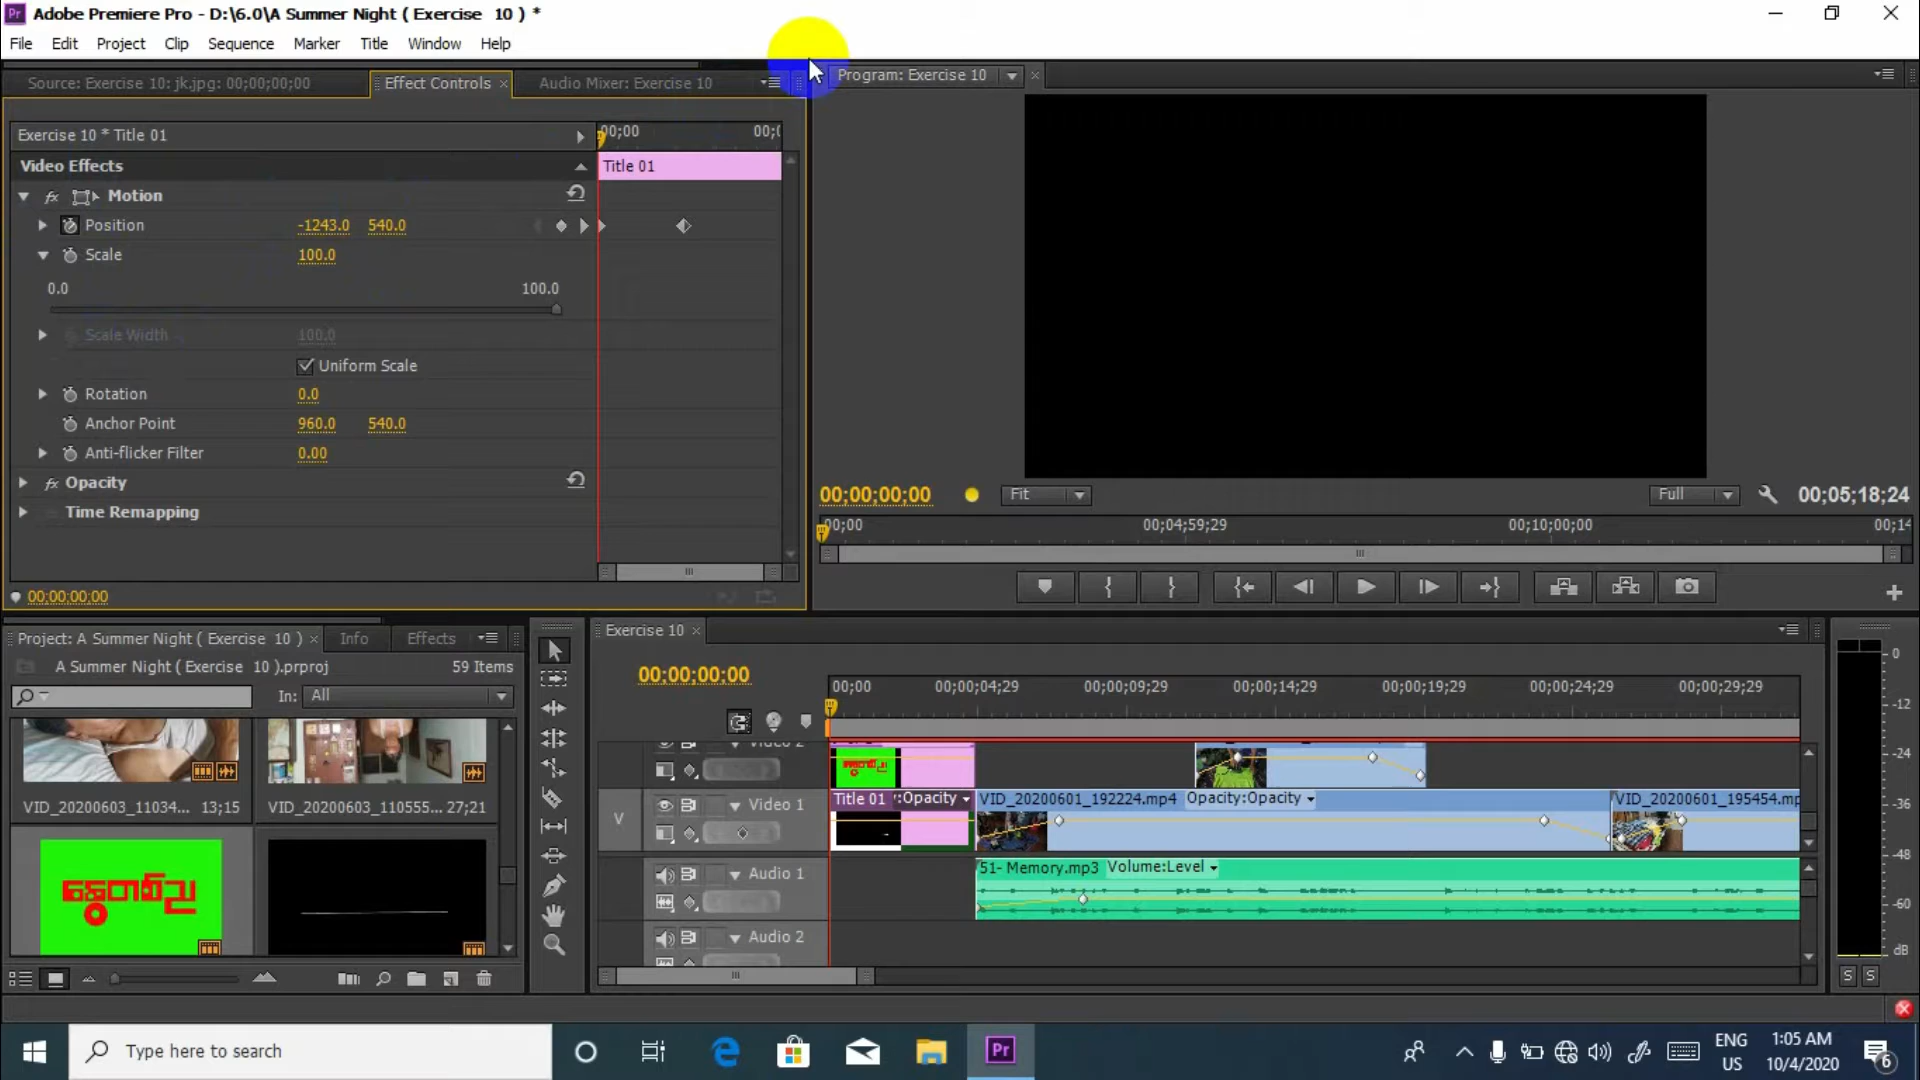 Adobe Premiere Pro - D:\6.0\A Summer Night ( Exercise 10 ) *
File Edit Project Clip Sequence Marker Title Window Help
Source: Exercise 10: jk.jpg: 00;00;00;00
Effect Controls
Audio Mixer: Exercise 10
Program: Exercise 10
Exercise 10 * Title 01
00;00
Video Effects
Title 01
Motion
Position -1243.0 540.0
Scale 100.0
0.0 100.0
Scale Width 100.0
Uniform Scale
Rotation 0.0
Anchor Point 960.0 540.0
Anti-flicker Filter 0.00
Opacity
Time Remapping
00;00;00;00
00;00;00;00 Fit Full 00;05;18;24
00;00 00;04;59;29 00;10;00;00 00;14
Project: A Summer Night ( Exercise 10 ) Info Effects
A Summer Night ( Exercise 10 ).prproj 59 Items
In: All
VID_20200603_11034... 13;15
VID_20200603_110555... 27;21
Exercise 10
00;00;00;00
00;00 00;00;04;29 00;00;09;29 00;00;14;29 00;00;19;29 00;00;24;29 00;00;29;29
Video 2
V
Video 1
Title 01 :Opacity
VID_20200601_192224.mp4 Opacity:Opacity
VID_20200601_195454.mp
Audio 1
51- Memory.mp3 Volume:Level
Audio 2
0
-12
-24
-36
-48
-60
dB
S S
Type here to search
Pr
ENG
US
1:05 AM
10/4/2020
6